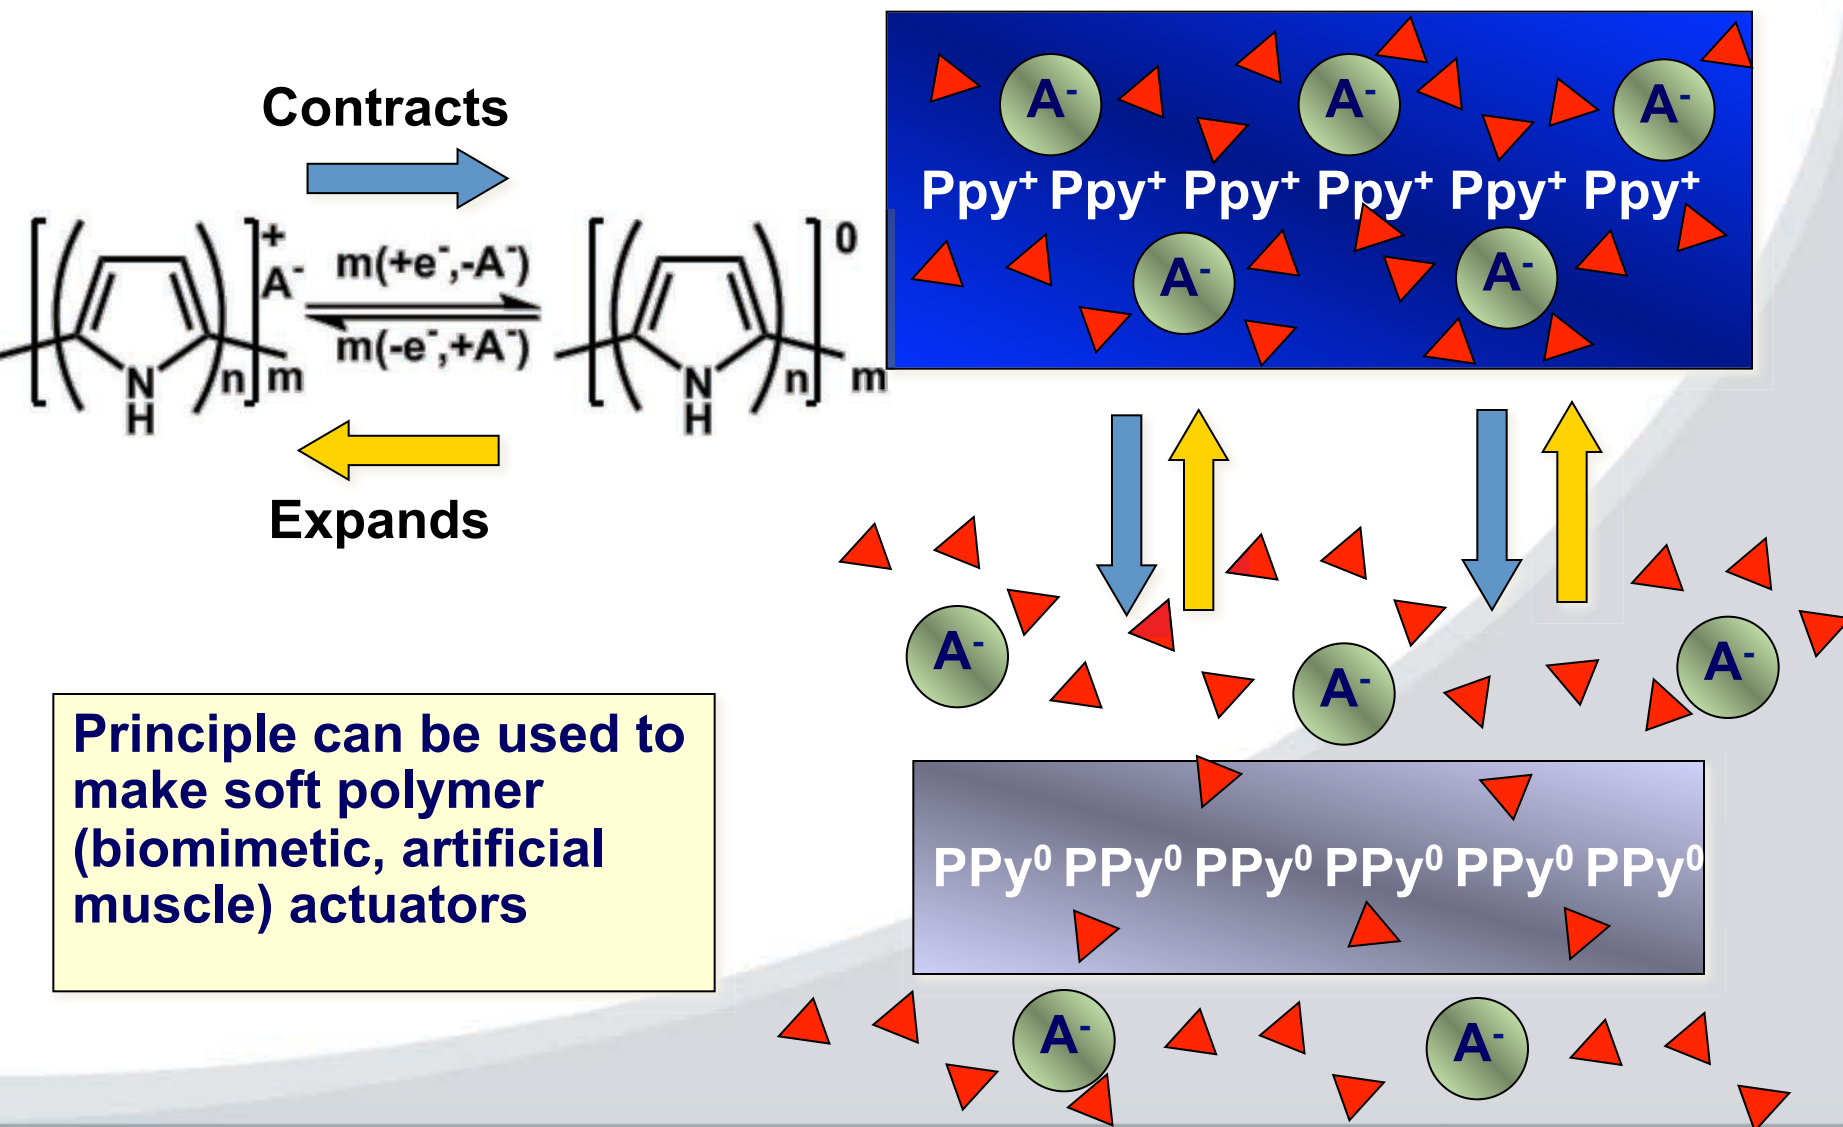 Contracts
[( N H )n]m + A-
m(+e-,-A-)
m(-e-,+A-)
[( N H )n]m 0
Expands
A- A- A-
Ppy+ Ppy+ Ppy+ Ppy+ Ppy+ Ppy+
A- A-
A- A- A-
PPy0 PPy0 PPy0 PPy0 PPy0 PPy0
A- A-
Principle can be used to
make soft polymer
(biomimetic, artificial
muscle) actuators